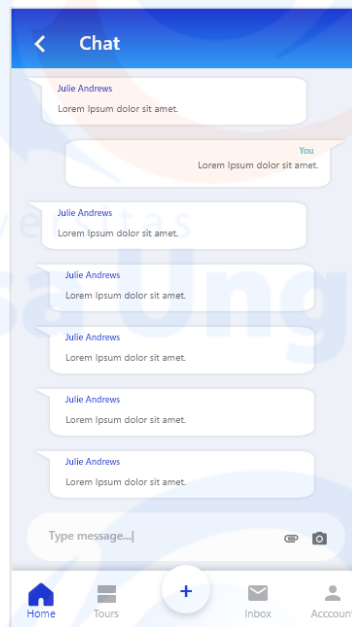 Chat
Julie Andrews
Lorem Ipsum dolor sit amet.
You
Lorem Ipsum dolor sit amet.
Julie Andrews
Lorem Ipsum dolor sit amet.
Julie Andrews
Lorem Ipsum dolor sit amet.
Julie Andrews
Lorem Ipsum dolor sit amet.
Julie Andrews
Lorem Ipsum dolor sit amet.
Julie Andrews
Lorem Ipsum dolor sit amet.
Type message...|
Home
Tours
+
Inbox
Acccount